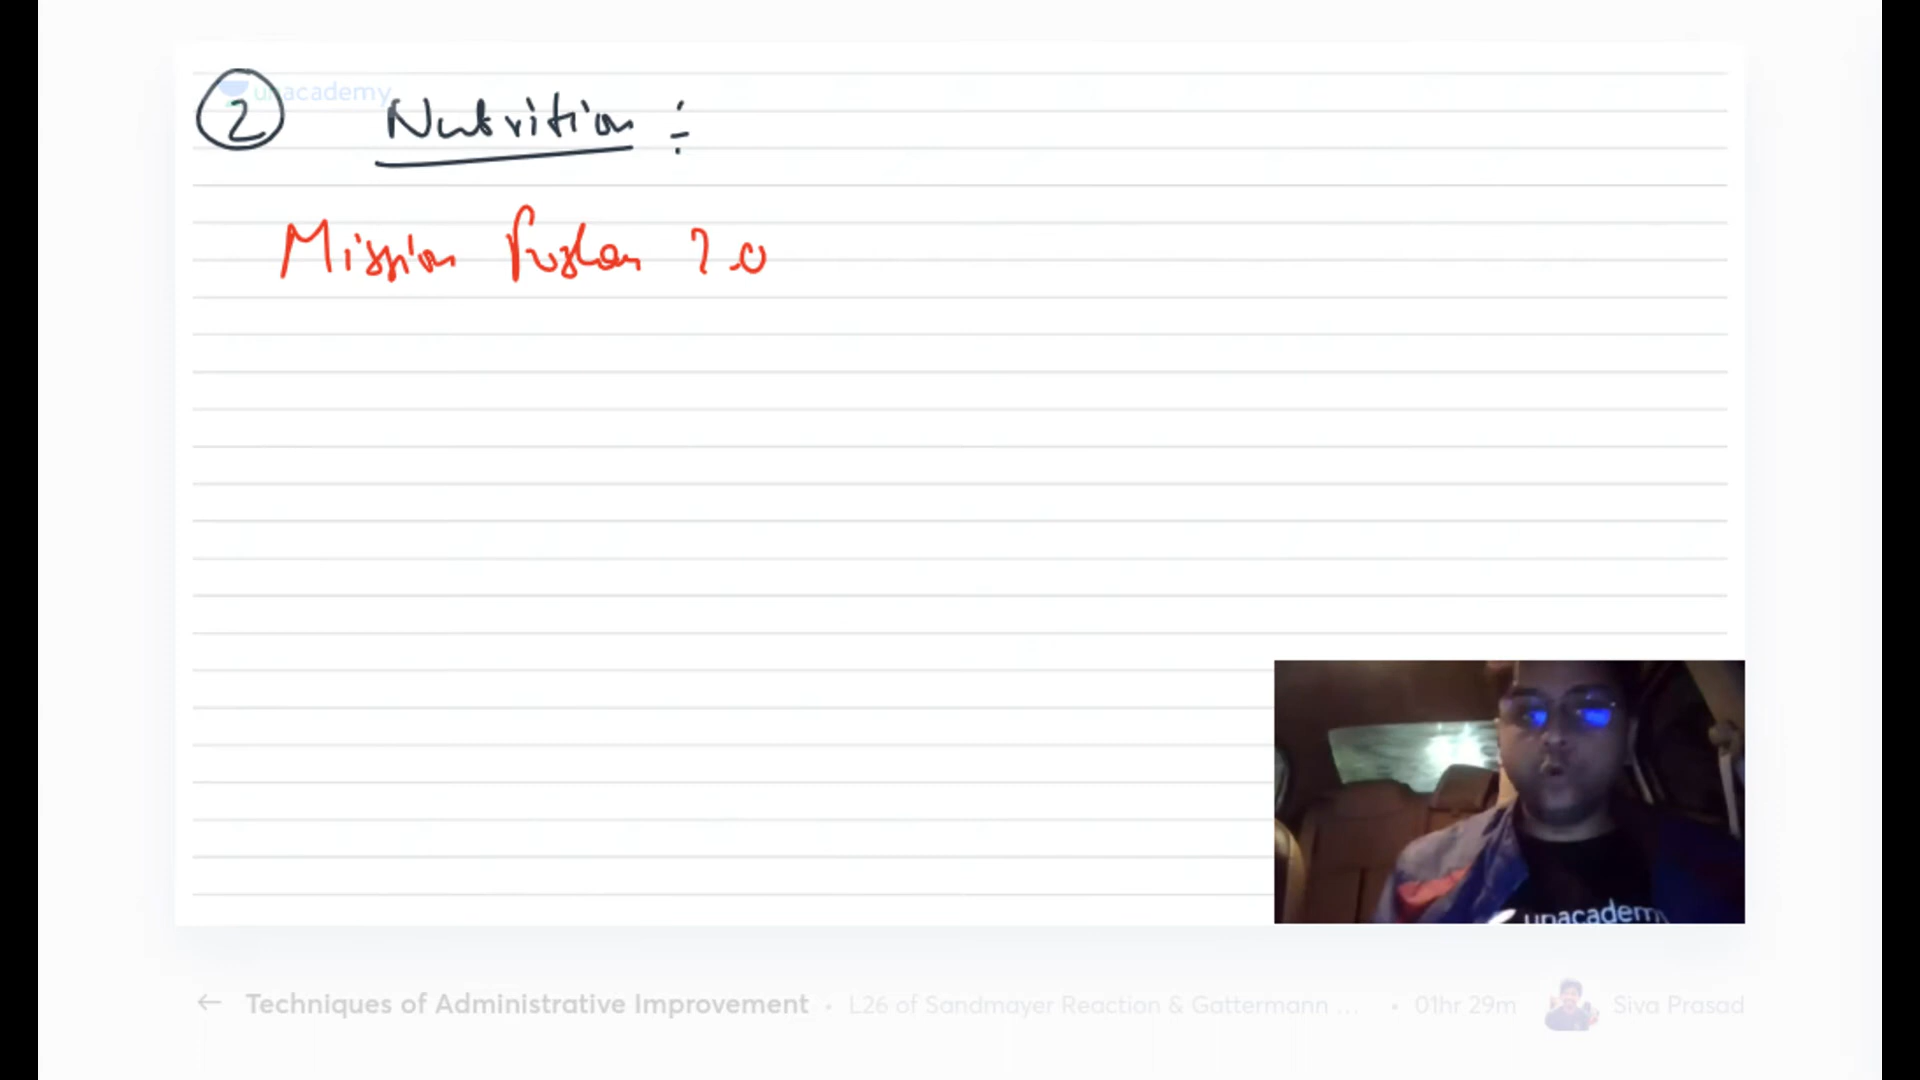 unacademy
② Nutrition :-
Mission Poshan 2.0
unacademy
← Techniques of Administrative Improvement • L26 of Sandmayer Reaction & Gattermann ... • 01hr 29m Siva Prasad